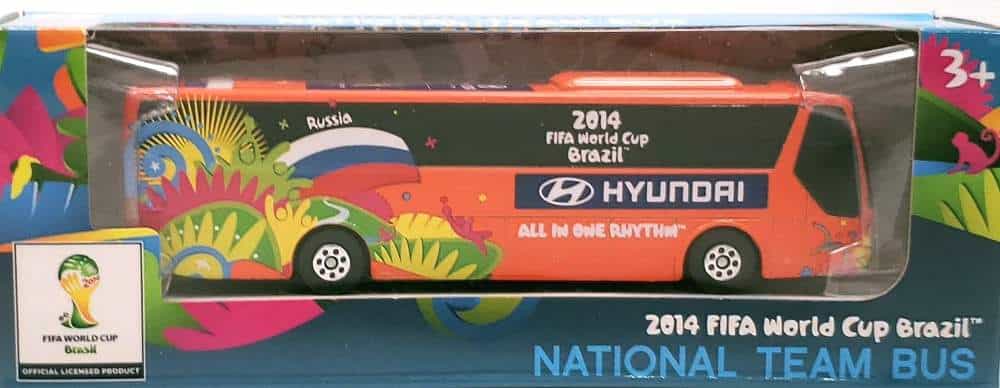 3+
Russia
2014
FIFA World Cup
Brazil™
HYUNDAI
ALL IN ONE RHYTHM™
2014
FIFA WORLD CUP
Brasil
OFFICIAL LICENSED PRODUCT
2014 FIFA World Cup Brazil™
NATIONAL TEAM BUS